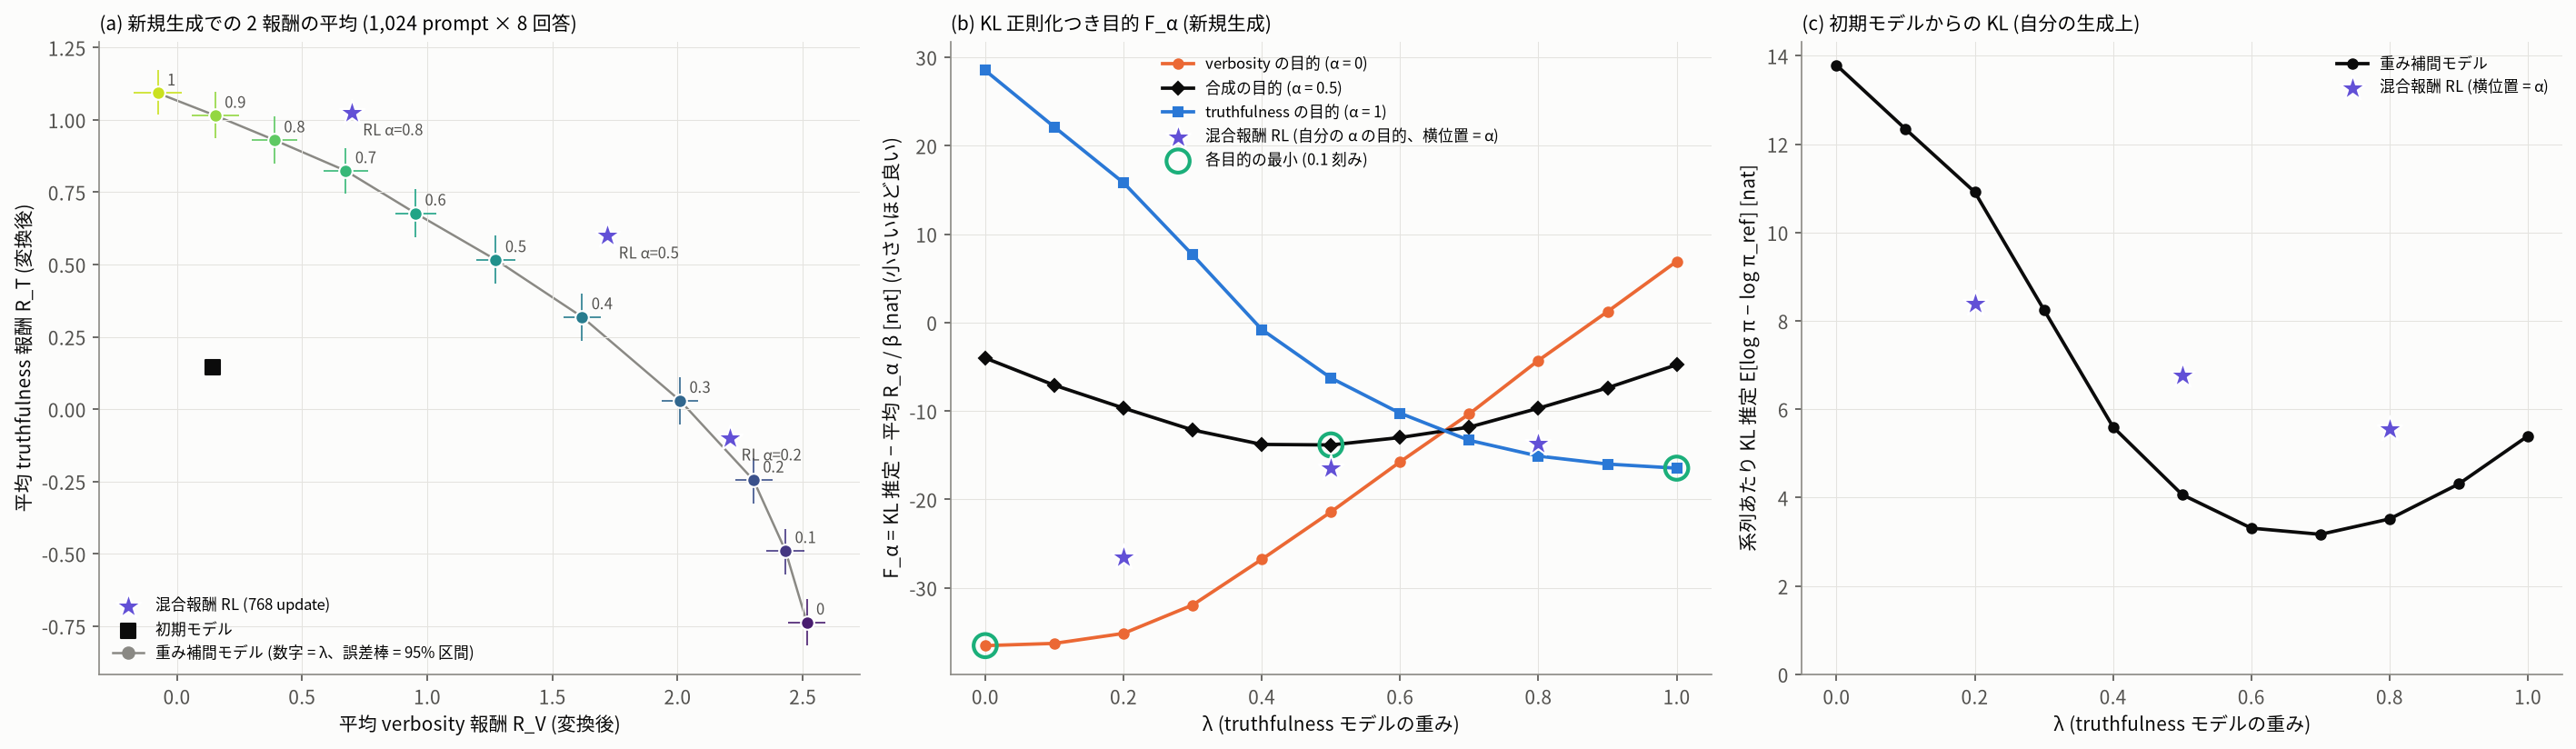 (a) 新規生成での 2 報酬の平均 (1,024 prompt × 8 回答)
平均 truthfulness 報酬 R_T (変換後)
1.25
1.00
0.75
0.50
0.25
0.00
-0.25
-0.50
-0.75
1
0.9
0.8
0.7
0.6
0.5
0.4
0.3
0.2
0.1
0
RL α=0.8
RL α=0.5
RL α=0.2
混合報酬 RL (768 update)
初期モデル
重み補間モデル (数字 = λ、誤差棒 = 95% 区間)
0.0 0.5 1.0 1.5 2.0 2.5
平均 verbosity 報酬 R_V (変換後)
(b) KL 正則化つき目的 F_α (新規生成)
F_α = KL 推定 − 平均 R_α / β [nat] (小さいほど良い)
30
20
10
0
-10
-20
-30
verbosity の目的 (α = 0)
合成の目的 (α = 0.5)
truthfulness の目的 (α = 1)
混合報酬 RL (自分の α の目的、横位置 = α)
各目的の最小 (0.1 刻み)
0.0 0.2 0.4 0.6 0.8 1.0
λ (truthfulness モデルの重み)
(c) 初期モデルからの KL (自分の生成上)
系列あたり KL 推定 E[log π − log π_ref] [nat]
14
12
10
8
6
4
2
0
重み補間モデル
混合報酬 RL (横位置 = α)
0.0 0.2 0.4 0.6 0.8 1.0
λ (truthfulness モデルの重み)